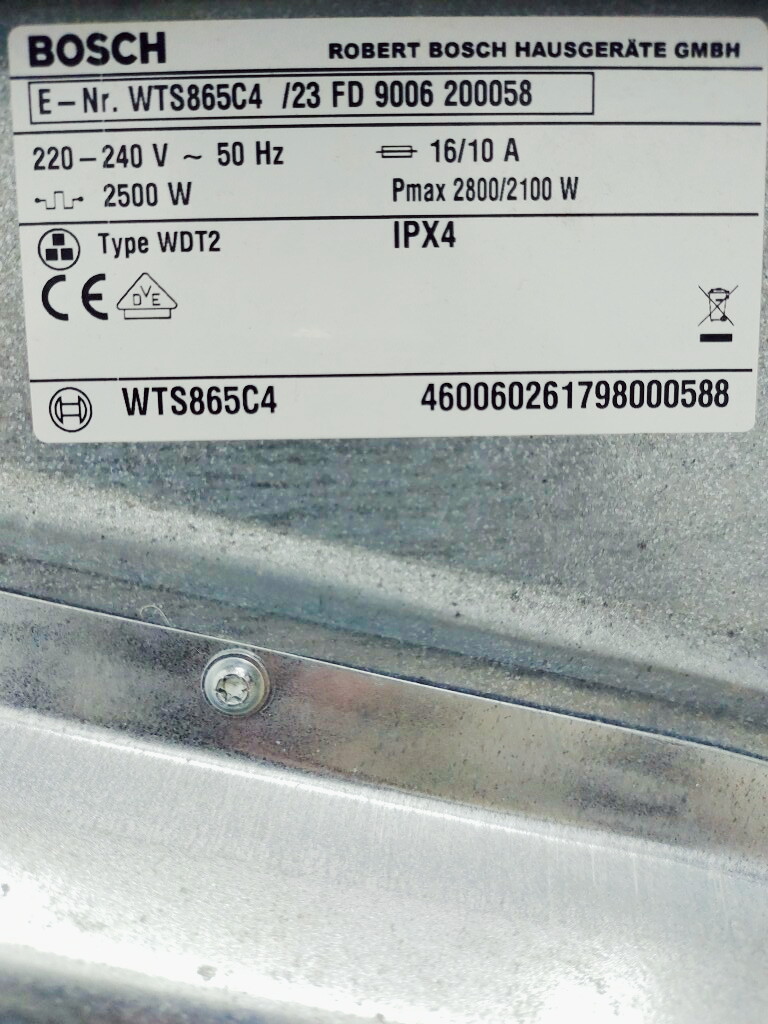 BOSCH ROBERT BOSCH HAUSGERÄTE GMBH
E-Nr. WTS865C4 /23 FD 9006 200058
220-240 V ~ 50 Hz 16/10 A
2500 W Pmax 2800/2100 W
Type WDT2 IPX4
CE DVE
WTS865C4 460060261798000588